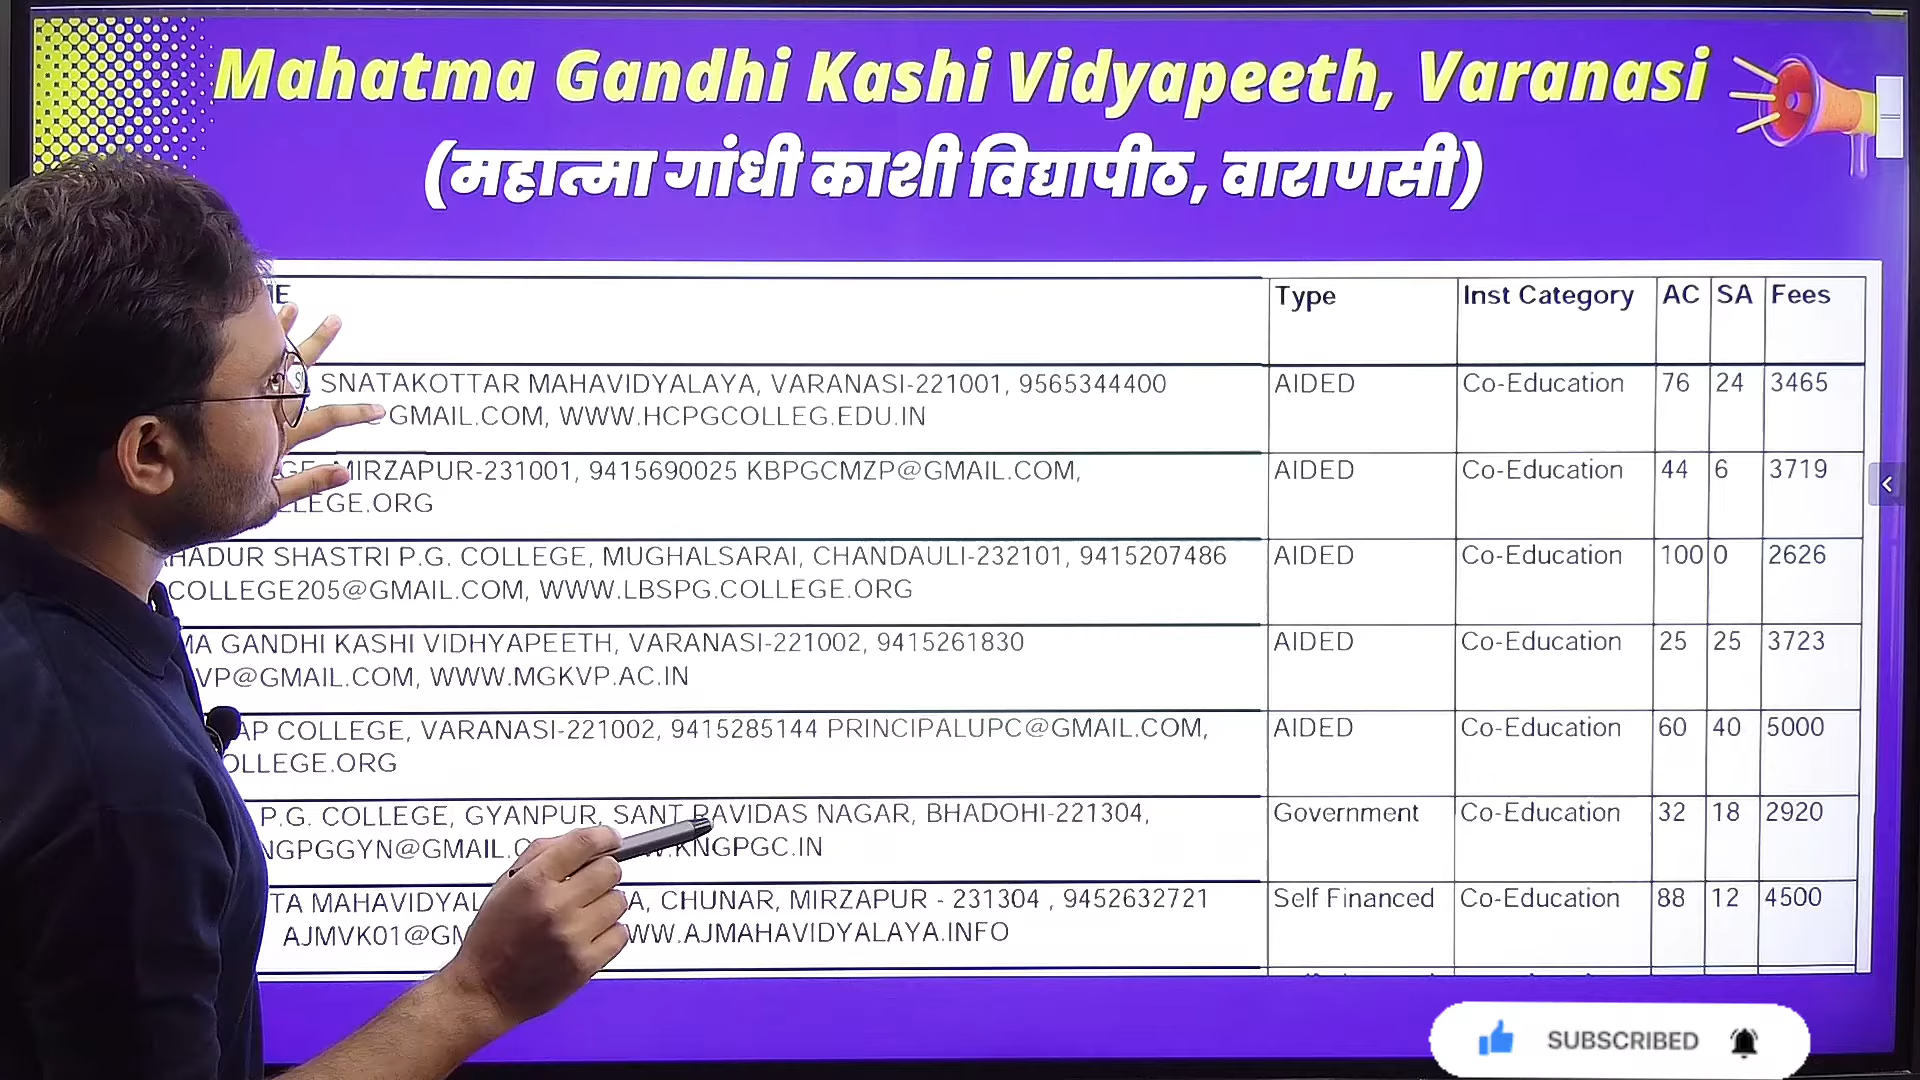 Mahatma Gandhi Kashi Vidyapeeth, Varanasi
(महात्मा गांधी काशी विद्यापीठ, वाराणसी)
Type Inst Category AC SA Fees
SNATAKOTTAR MAHAVIDYALAYA, VARANASI-221001, 9565344400 AIDED Co-Education 76 24 3465
@GMAIL.COM, WWW.HCPGCOLLEG.EDU.IN
MIRZAPUR-231001, 9415690025 KBPGCMZP@GMAIL.COM, AIDED Co-Education 44 6 3719
LEGE.ORG
HADUR SHASTRI P.G. COLLEGE, MUGHALSARAI, CHANDAULI-232101, 9415207486 AIDED Co-Education 100 0 2626
COLLEGE205@GMAIL.COM, WWW.LBSPG.COLLEGE.ORG
MA GANDHI KASHI VIDHYAPEETH, VARANASI-221002, 9415261830 AIDED Co-Education 25 25 3723
VP@GMAIL.COM, WWW.MGKVP.AC.IN
AP COLLEGE, VARANASI-221002, 9415285144 PRINCIPALUPC@GMAIL.COM, AIDED Co-Education 60 40 5000
OLLEGE.ORG
P.G. COLLEGE, GYANPUR, SANT RAVIDAS NAGAR, BHADOHI-221304, Government Co-Education 32 18 2920
NGPGGYN@GMAIL.C W.KNGPGC.IN
TA MAHAVIDYAL A, CHUNAR, MIRZAPUR - 231304 , 9452632721 Self Financed Co-Education 88 12 4500
AJMVK01@GM WW.AJMAHAVIDYALAYA.INFO
SUBSCRIBED